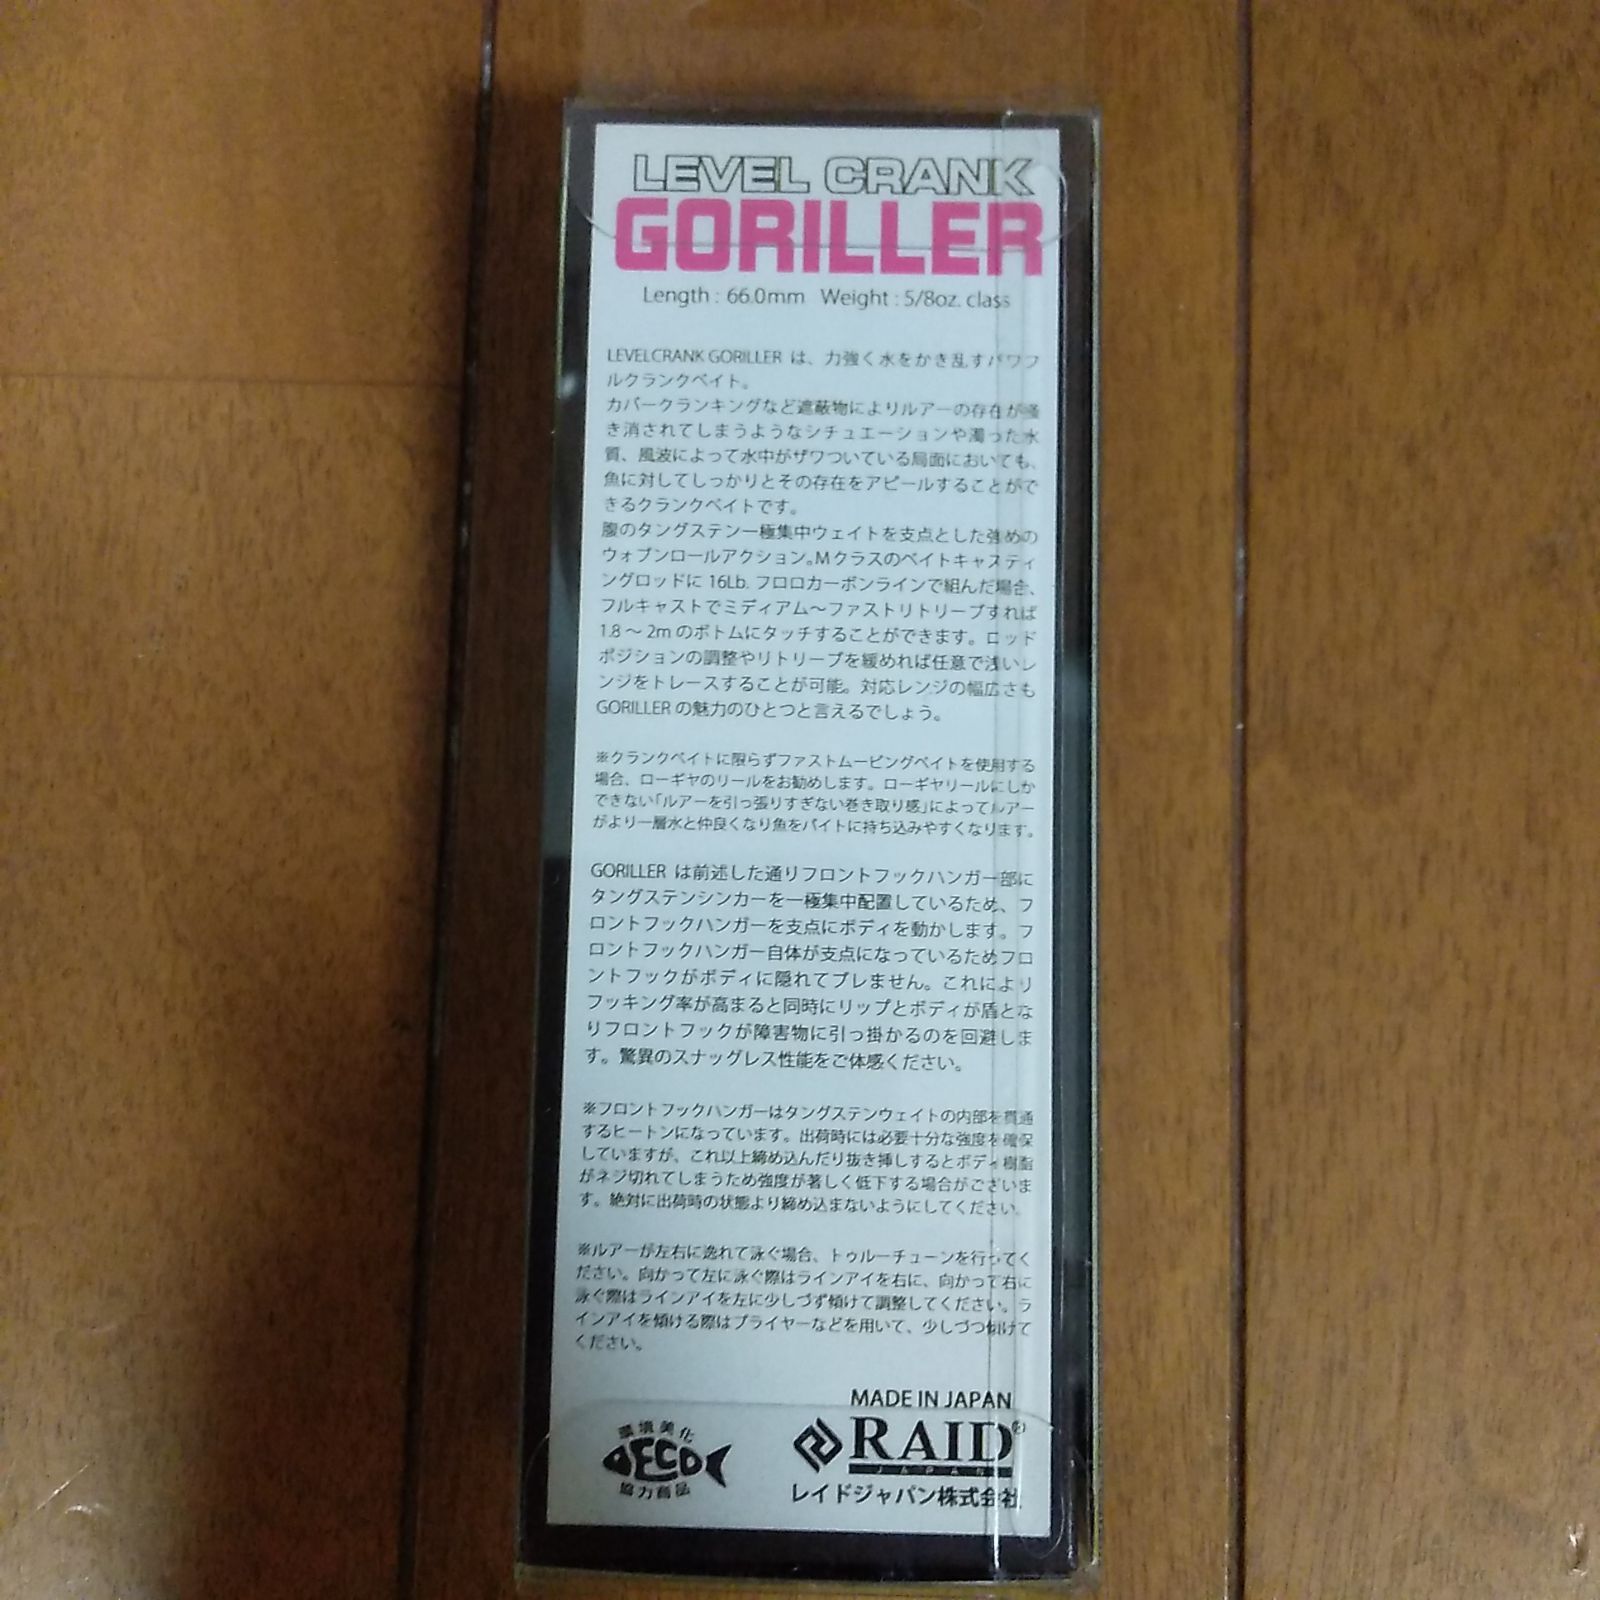 LEVEL CRANK
GORILLER
Length : 66.0mm Weight : 5/8oz. class
LEVELCRANK GORILLER は、力強く水をかき乱すパワフ
ルクランクベイト。
カバークランキングなど遮蔽物によりルアーの存在が掻
き消されてしまうようなシチュエーションや濁った水
質、風波によって水中がザワついている局面においても、
魚に対してしっかりとその存在をアピールすることがで
きるクランクベイトです。
腹のタングステン一極集中ウェイトを支点とした強めの
ウォブンロールアクション。Mクラスのベイトキャスティ
ングロッドに 16Lb. フロロカーボンラインで組んだ場合、
フルキャストでミディアム～ファストリトリーブすれば
1.8 ～ 2m のボトムにタッチすることができます。ロッド
ポジションの調整やリトリーブを緩めれば任意で浅いレ
ンジをトレースすることが可能。対応レンジの幅広さも
GORILLER の魅力のひとつと言えるでしょう。
※クランクベイトに限らずファストムービングベイトを使用する
場合、ローギヤのリールをお勧めします。ローギヤリールにしか
できない「ルアーを引っ張りすぎない巻き取り感」によってルアー
がより一層水と仲良くなり魚をバイトに持ち込みやすくなります。
GORILLER は前述した通りフロントフックハンガー部に
タングステンシンカーを一極集中配置しているため、フ
ロントフックハンガーを支点にボディを動かします。フ
ロントフックハンガー自体が支点になっているためフロ
ントフックがボディに隠れてブレません。これにより
フッキング率が高まると同時にリップとボディが盾とな
りフロントフックが障害物に引っ掛かるのを回避しま
す。驚異のスナッグレス性能をご体感ください。
※フロントフックハンガーはタングステンウェイトの内部を貫通
するヒートンになっています。出荷時には必要十分な強度を確保
していますが、これ以上締め込んだり抜き挿しするとボディ樹脂
がネジ切れてしまうため強度が著しく低下する場合がございま
す。絶対に出荷時の状態より締め込まないようにしてください。
※ルアーが左右に逸れて泳ぐ場合、トゥルーチューンを行ってく
ださい。向かって左に泳ぐ際はラインアイを右に、向かって右に
泳ぐ際はラインアイを左に少しづず傾けて調整してください。ラ
インアイを傾ける際はプライヤーなどを用いて、少しづつ傾けて
ください。
MADE IN JAPAN
環境美化
ECO
協力商品
RAID®
JAPAN
レイドジャパン株式会社